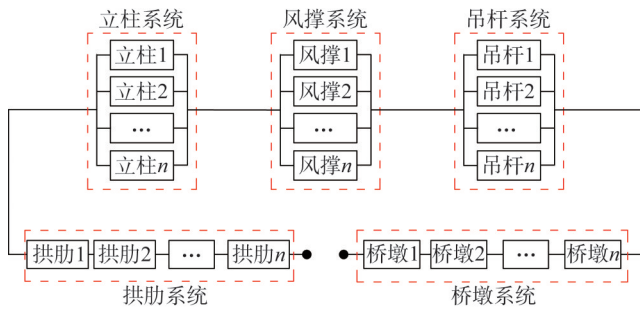 立柱系统 风撑系统 吊杆系统
立柱1 风撑1 吊杆1
立柱2 风撑2 吊杆2
... ... ...
立柱n 风撑n 吊杆n
拱肋1 拱肋2 ... 拱肋n 桥墩1 桥墩2 ... 桥墩n
拱肋系统 桥墩系统